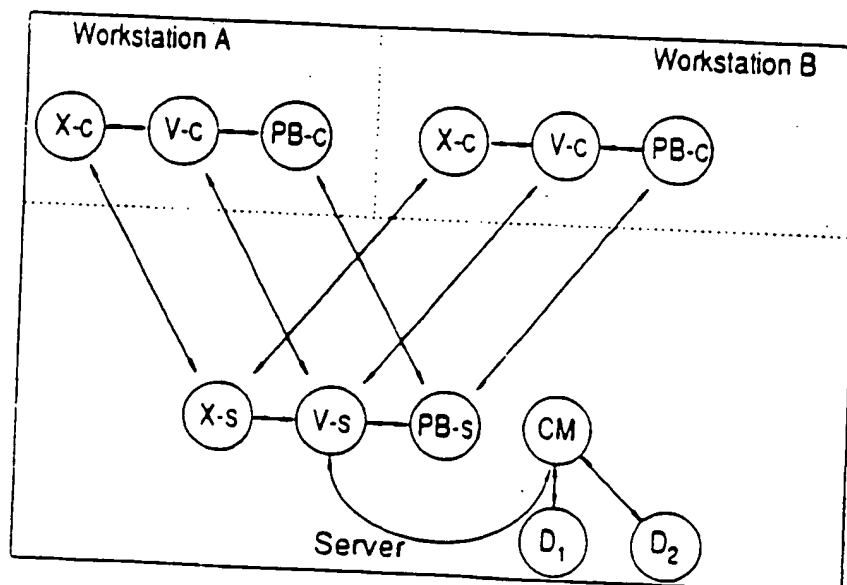 Workstation A
Workstation B
X-c
V-c
PB-c
X-c
V-c
PB-c
X-s
V-s
PB-s
CM
Server
D1
D2